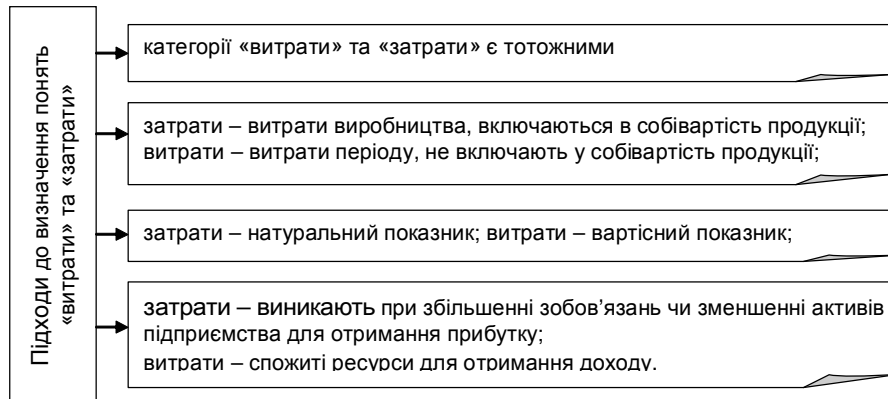 Підходи до визначення понять
«витрати» та «затрати»
категорії «витрати» та «затрати» є тотожними
затрати – витрати виробництва, включаються в собівартість продукції;
витрати – витрати періоду, не включають у собівартість продукції;
затрати – натуральний показник; витрати – вартісний показник;
затрати – виникають при збільшенні зобов’язань чи зменшенні активів
підприємства для отримання прибутку;
витрати – спожиті ресурси для отримання доходу.